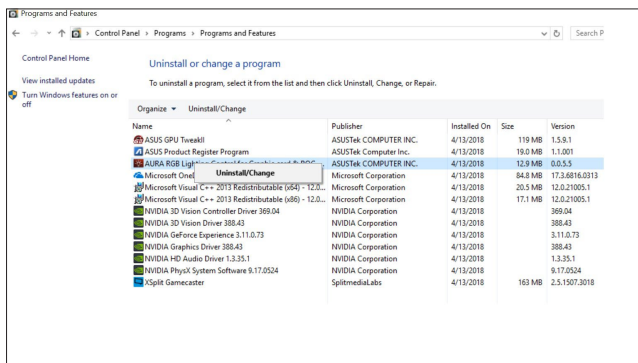 Programs and Features
Control Panel > Programs > Programs and Features
Search P
Control Panel Home
View installed updates
Turn Windows features on or
off
Uninstall or change a program
To uninstall a program, select it from the list and then click Uninstall, Change, or Repair.
Organize Uninstall/Change
Name Publisher Installed On Size Version
ASUS GPU TweakII ASUSTek COMPUTER INC. 4/13/2018 119 MB 1.5.9.1
ASUS Product Register Program ASUSTek Computer Inc. 4/13/2018 19.0 MB 1.1.001
AURA RGB Lighting Control for Graphic card & ROG ... ASUSTek COMPUTER INC. 4/13/2018 12.9 MB 0.0.5.5
Microsoft Microsoft Corporation 4/13/2018 84.8 MB 17.3.6816.0313
Uninstall/Change
Microsoft Visual C++ 2013 Redistributable (x64) - 12.0... Microsoft Corporation 4/13/2018 20.5 MB 12.0.21005.1
Microsoft Visual C++ 2013 Redistributable (x86) - 12.0... Microsoft Corporation 4/13/2018 17.1 MB 12.0.21005.1
NVIDIA 3D Vision Controller Driver 369.04 NVIDIA Corporation 4/13/2018 369.04
NVIDIA 3D Vision Driver 388.43 NVIDIA Corporation 4/13/2018 388.43
NVIDIA GeForce Experience 3.11.0.73 NVIDIA Corporation 4/13/2018 3.11.0.73
NVIDIA Graphics Driver 388.43 NVIDIA Corporation 4/13/2018 388.43
NVIDIA HD Audio Driver 1.3.35.1 NVIDIA Corporation 4/13/2018 1.3.35.1
NVIDIA PhysX System Software 9.17.0524 NVIDIA Corporation 4/13/2018 9.17.0524
XSplit Gamecaster SplitmediaLabs 4/13/2018 163 MB 2.5.1507.3018